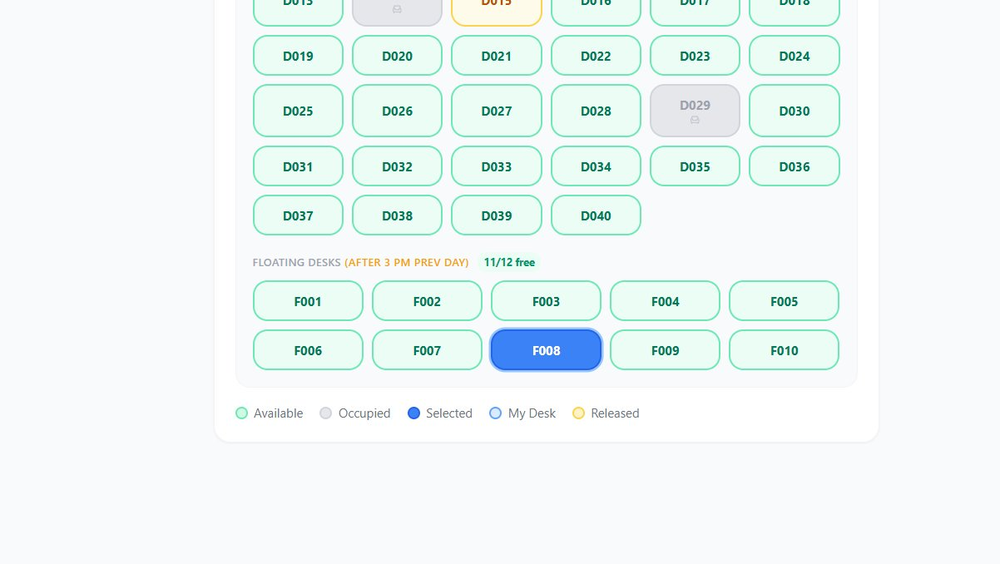 D013 D015 D016 D017 D018
D019 D020 D021 D022 D023 D024
D025 D026 D027 D028 D029 D030
D031 D032 D033 D034 D035 D036
D037 D038 D039 D040
FLOATING DESKS (AFTER 3 PM PREV DAY) 11/12 free
F001 F002 F003 F004 F005
F006 F007 F008 F009 F010
Available Occupied Selected My Desk Released